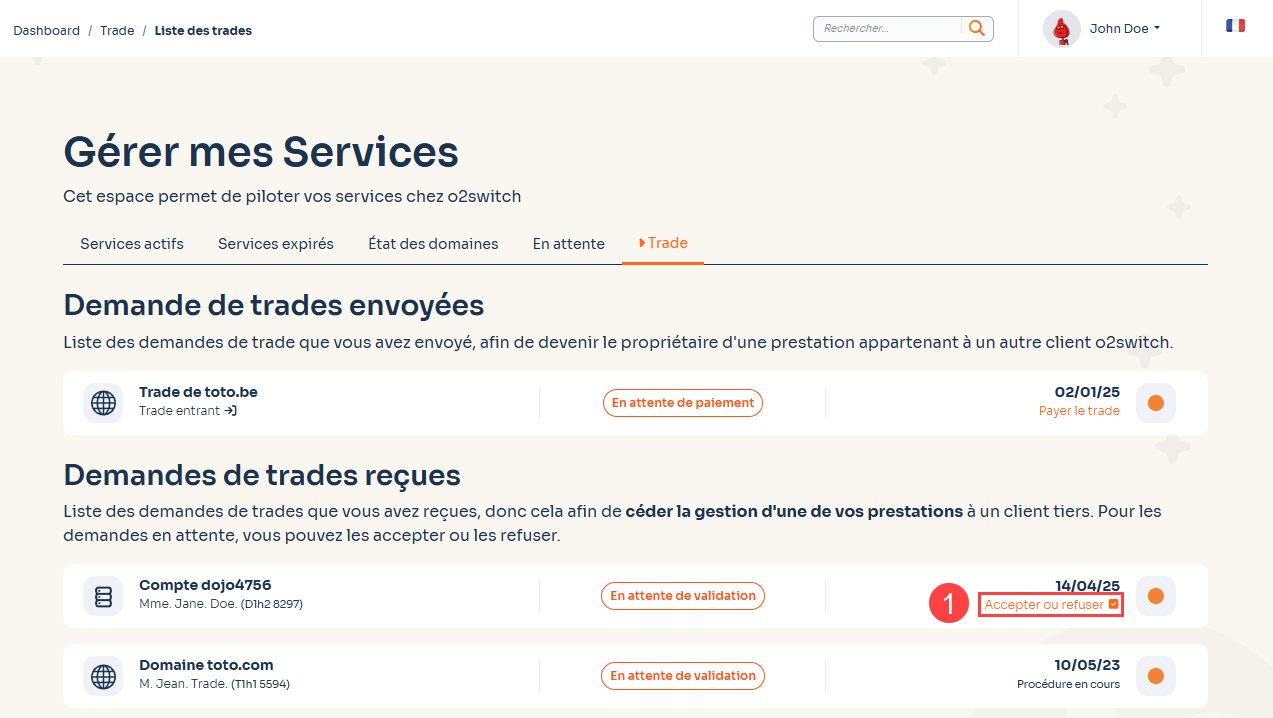 Dashboard / Trade / Liste des trades
Rechercher...
John Doe
Gérer mes Services
Cet espace permet de piloter vos services chez o2switch
Services actifs
Services expirés
État des domaines
En attente
Trade
Demande de trades envoyées
Liste des demandes de trade que vous avez envoyé, afin de devenir le propriétaire d'une prestation appartenant à un autre client o2switch.
Trade de toto.be
Trade entrant
En attente de paiement
02/01/25
Payer le trade
Demandes de trades reçues
Liste des demandes de trades que vous avez reçues, donc cela afin de céder la gestion d'une de vos prestations à un client tiers. Pour les
demandes en attente, vous pouvez les accepter ou les refuser.
Compte dojo4756
Mme. Jane. Doe. (D1h2 8297)
En attente de validation
14/04/25
1
Accepter ou refuser
Domaine toto.com
M. Jean. Trade. (T1h1 5594)
En attente de validation
10/05/23
Procédure en cours